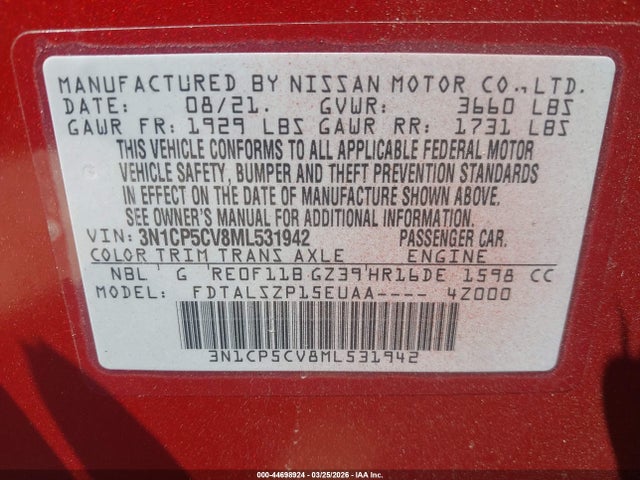 MANUFACTURED BY NISSAN MOTOR CO.,LTD.
DATE: 08/21. GVWR: 3660 LBS
GAWR FR: 1929 LBS GAWR RR: 1731 LBS
THIS VEHICLE CONFORMS TO ALL APPLICABLE FEDERAL MOTOR
VEHICLE SAFETY, BUMPER AND THEFT PREVENTION STANDARDS
IN EFFECT ON THE DATE OF MANUFACTURE SHOWN ABOVE.
SEE OWNER'S MANUAL FOR ADDITIONAL INFORMATION.
VIN: 3N1CP5CV8ML531942 PASSENGER CAR.
COLOR TRIM TRANS AXLE ENGINE
NBL G RE0F11B GZ39 HR16DE 1598 CC
MODEL: FDTALSZP15EUAA---- 4Z000
3N1CP5CV8ML531942
000-44698924 - 03/25/2026 - IAA Inc.